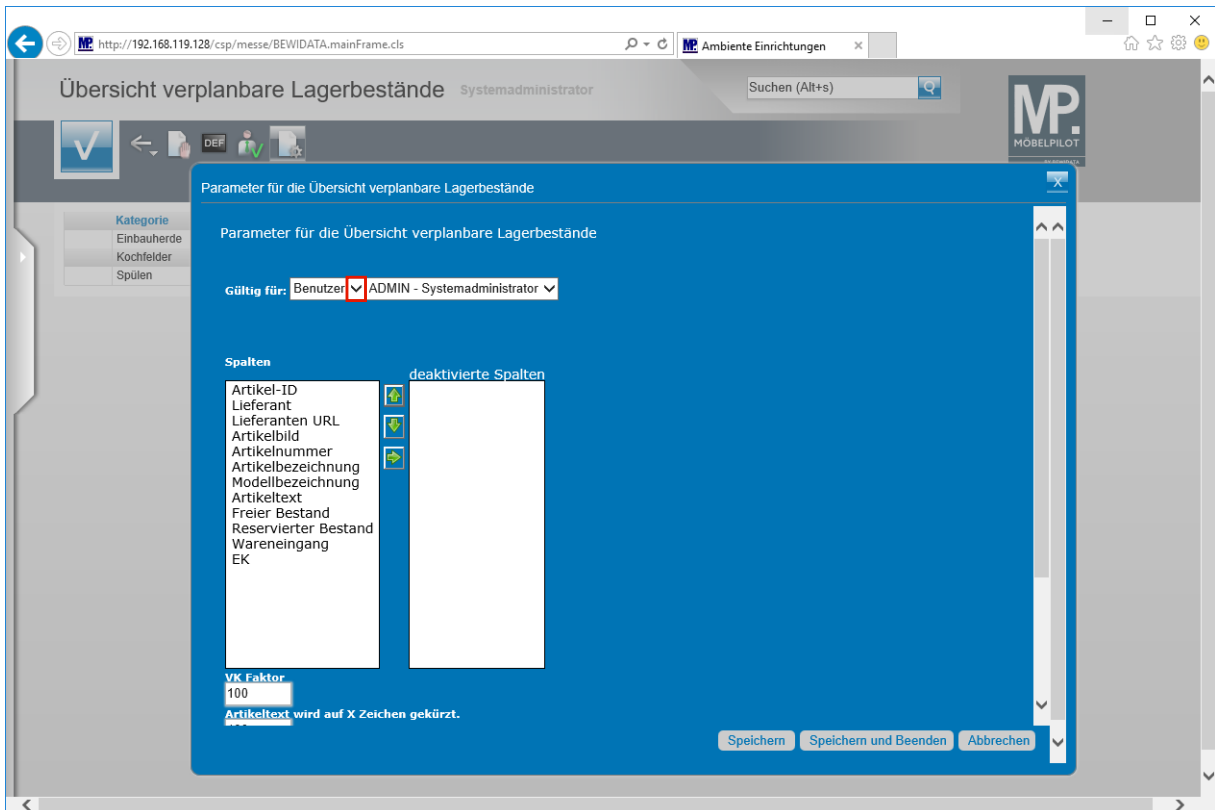 http://192.168.119.128/csp/messe/BEWIDATA.mainFrame.cls
MP. Ambiente Einrichtungen
Übersicht verplanbare Lagerbestände Systemadministrator
Suchen (Alt+s)
MP.
MÖBELPILOT
DEF
Parameter für die Übersicht verplanbare Lagerbestände
X
Kategorie
Einbauherde
Kochfelder
Spülen
Parameter für die Übersicht verplanbare Lagerbestände
Gültig für: Benutzer ADMIN - Systemadministrator
Spalten
deaktivierte Spalten
Artikel-ID
Lieferant
Lieferanten URL
Artikelbild
Artikelnummer
Artikelbezeichnung
Modellbezeichnung
Artikeltext
Freier Bestand
Reservierter Bestand
Wareneingang
EK
VK Faktor
100
Artikeltext wird auf X Zeichen gekürzt.
Speichern Speichern und Beenden Abbrechen